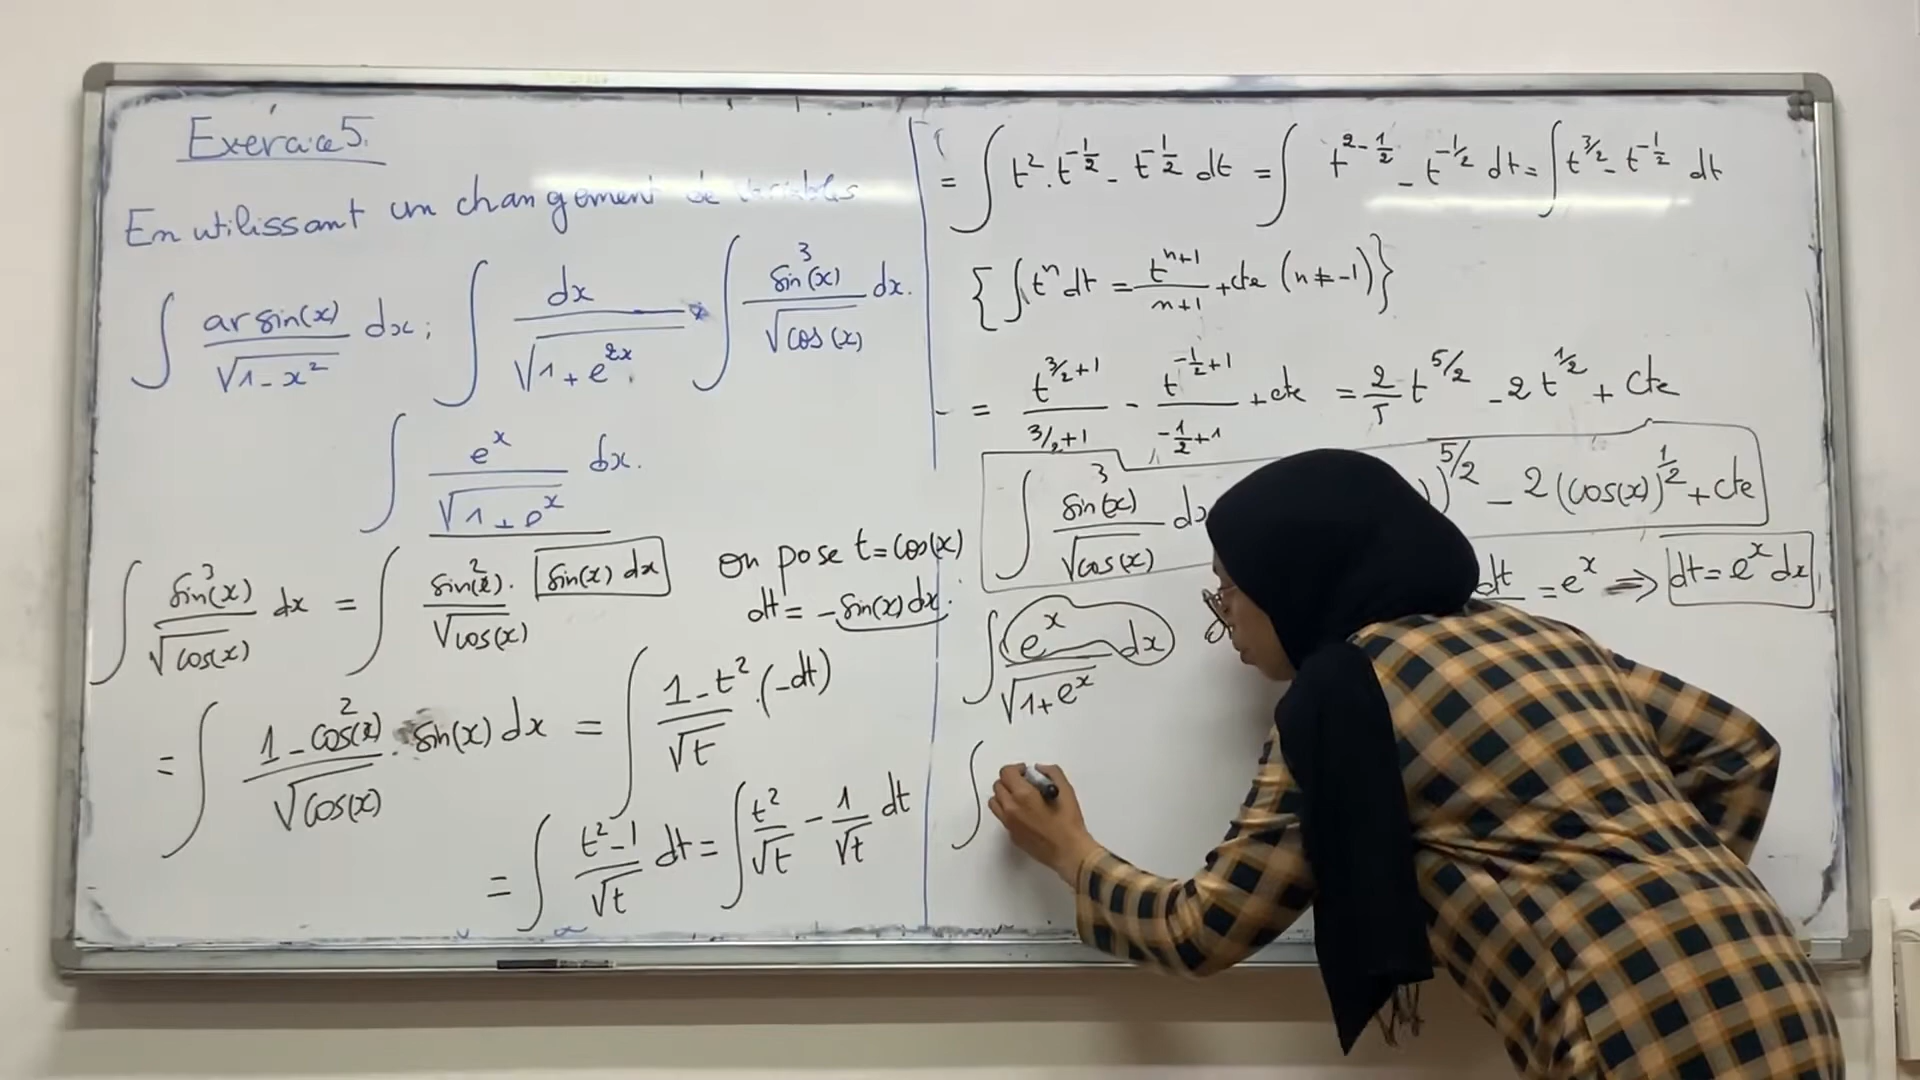 Exercice 5.
En utilissant un changement de variables
∫ arsin(x)/√(1-x²) dx; ∫ dx/√(1+e^{2x}) ∫ sin³(x)/√cos(x) dx.
∫ e^x/√(1+e^x) dx.
∫ sin³(x)/√cos(x) dx = ∫ sin²(x)/√cos(x) · sin(x) dx on pose t = cos(x)
dt = -sin(x) dx.
= ∫ 1-cos²(x)/√cos(x) · sin(x) dx = ∫ 1-t²/√t · (-dt)
= ∫ t²-1/√t dt = ∫ t²/√t - 1/√t dt
= ∫ t² · t^{-1/2} - t^{-1/2} dt = ∫ t^{2-1/2} - t^{-1/2} dt = ∫ t^{3/2} - t^{-1/2} dt
{∫ t^n dt = t^{n+1}/n+1 + cte (n ≠ -1)}
= t^{3/2+1}/3/2+1 - t^{-1/2+1}/-1/2+1 + cte = 2/5 t^{5/2} - 2 t^{1/2} + cte
∫ sin³(x)/√cos(x) dx )^{5/2} - 2 (cos(x))^{1/2} + cte
= e^x ⇒ dt = e^x dx
∫ e^x/√(1+e^x) dx
∫